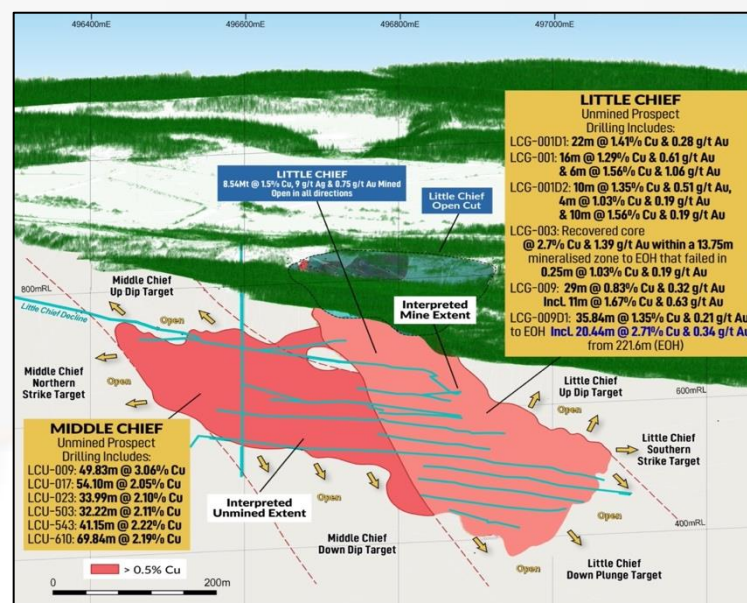 496400mE
496600mE
496800mE
497000mE
LITTLE CHIEF
Unmined Prospect
Drilling Includes:
LCG-001D1: 22m @ 1.41% Cu & 0.28 g/t Au
LCG-001: 16m @ 1.29% Cu & 0.61 g/t Au
& 6m @ 1.56% Cu & 1.06 g/t Au
LCG-001D2: 10m @ 1.35% Cu & 0.51 g/t Au,
4m @ 1.03% Cu & 0.19 g/t Au
& 10m @ 1.56% Cu & 0.19 g/t Au
LCG-003: Recovered core
@ 2.7% Cu & 1.39 g/t Au within a 13.75m
mineralised zone to EOH that failed in
0.25m @ 1.03% Cu & 0.19 g/t Au
LCG-009: 29m @ 0.83% Cu & 0.32 g/t Au
Incl. 11m @ 1.67% Cu & 0.63 g/t Au
LCG-009D1: 35.84m @ 1.35% Cu & 0.21 g/t Au
to EOH Incl. 20.44m @ 2.71% Cu & 0.34 g/t Au
from 221.6m (EOH)
LITTLE CHIEF
8.54Mt @ 1.5% Cu, 9 g/t Ag & 0.75 g/t Au Mined
Open in all directions
Little Chief
Open Cut
Middle Chief
Up Dip Target
800mRL
Little Chief Decline
Open
Open
Interpreted
Mine Extent
Middle Chief
Northern
Strike Target
Open
Little Chief
Up Dip Target
600mRL
Open
Little Chief
Southern
Strike Target
MIDDLE CHIEF
Unmined Prospect
Drilling Includes:
LCU-009: 49.83m @ 3.06% Cu
LCU-017: 54.10m @ 2.05% Cu
LCU-023: 33.99m @ 2.10% Cu
LCU-503: 32.22m @ 2.11% Cu
LCU-543: 41.15m @ 2.22% Cu
LCU-610: 69.84m @ 2.19% Cu
Open
Interpreted
Unmined Extent
Middle Chief
Down Dip Target
Open
400mRL
Open
Little Chief
Down Plunge Target
> 0.5% Cu
0
200m